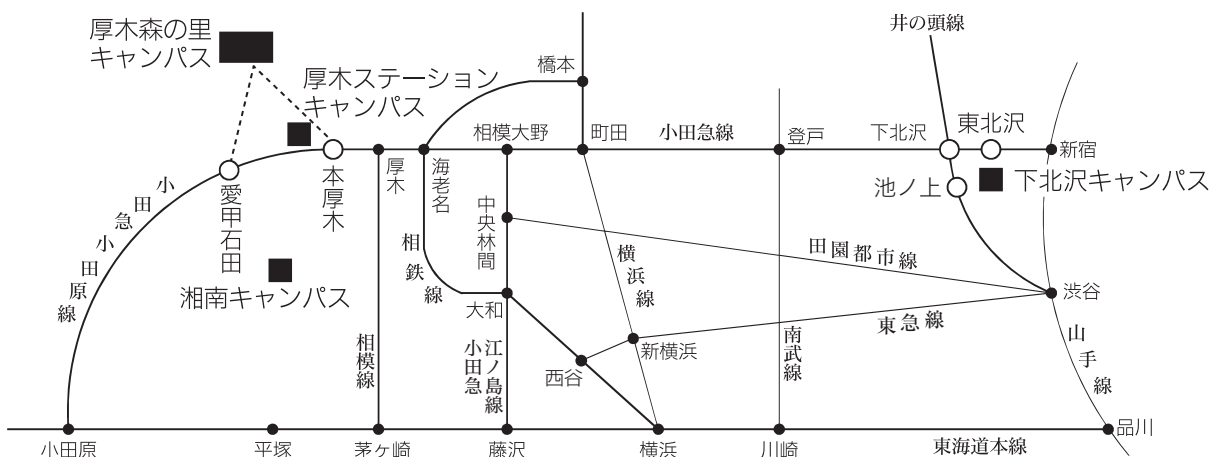 厚木森の里
キャンパス
厚木ステーション
キャンパス
橋本
井の頭線
相模大野
町田
小田急線
登戸
下北沢
東北沢
新宿
本厚木
厚木
海老名
愛甲石田
池ノ上
下北沢キャンパス
小田急小田原線
中央林間
相鉄線
横浜線
田園都市線
湘南キャンパス
大和
渋谷
東急線
新横浜
西谷
相模線
小田急
江ノ島線
南武線
山手線
小田原
平塚
茅ヶ崎
藤沢
横浜
川崎
東海道本線
品川